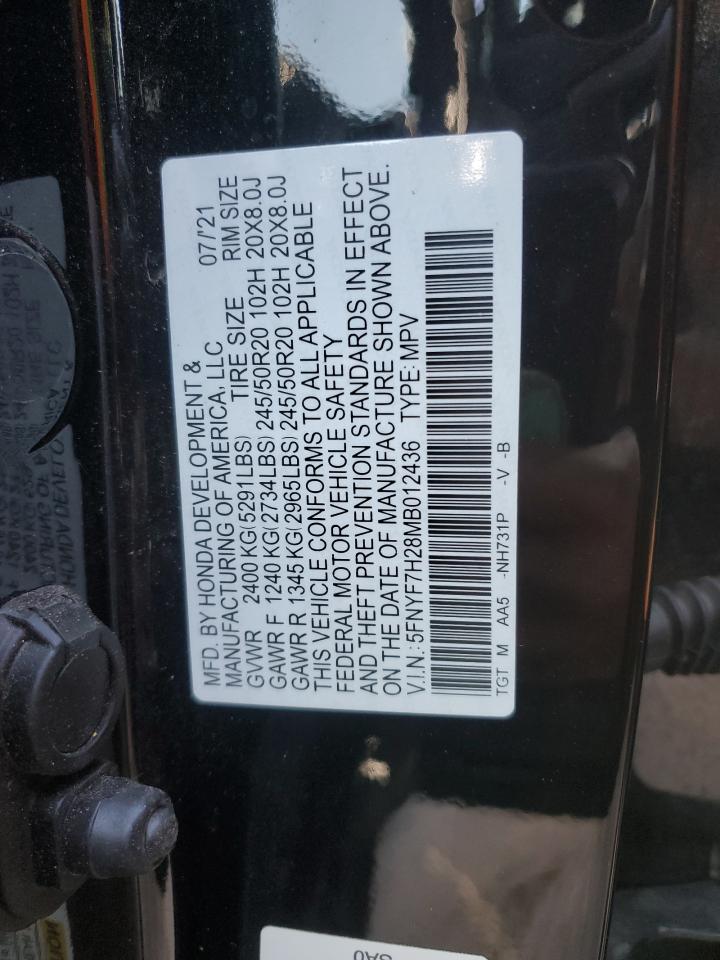 MFD. BY HONDA DEVELOPMENT & 07/'21
MANUFACTURING OF AMERICA, LLC
GVWR 2400 KG(5291LBS) TIRE SIZE RIM SIZE
GAWR F 1240 KG(2734LBS) 245/50R20 102H 20X8.0J
GAWR R 1345 KG(2965LBS) 245/50R20 102H 20X8.0J
THIS VEHICLE CONFORMS TO ALL APPLICABLE
FEDERAL MOTOR VEHICLE SAFETY
AND THEFT PREVENTION STANDARDS IN EFFECT
ON THE DATE OF MANUFACTURE SHOWN ABOVE.
V.I.N.: 5FNYF7H28MB012436 TYPE: MPV
TGT M AA5 -NH731P -V -B